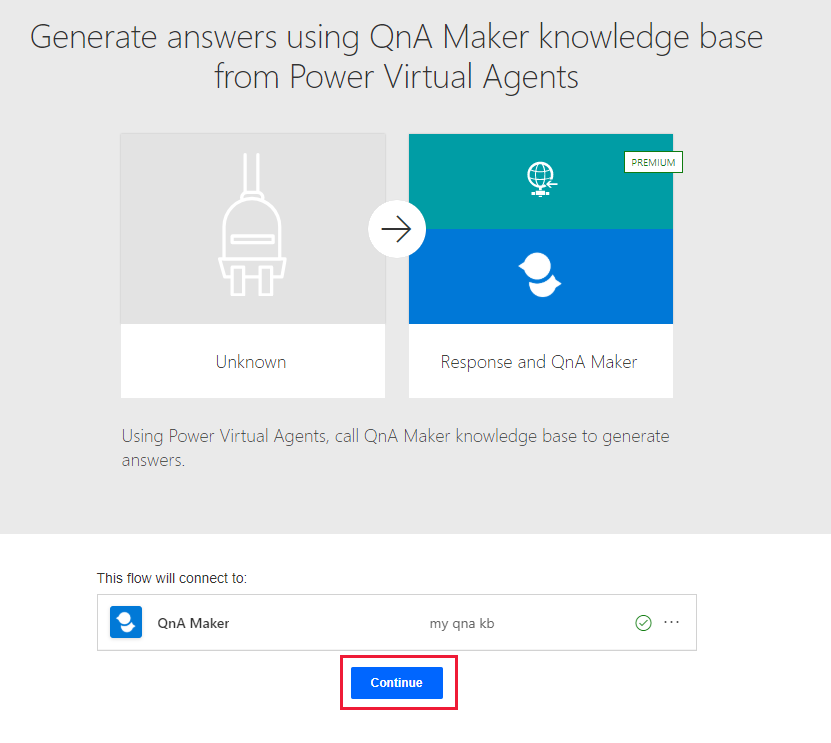 Generate answers using QnA Maker knowledge base
from Power Virtual Agents
PREMIUM
Unknown
Response and QnA Maker
Using Power Virtual Agents, call QnA Maker knowledge base to generate
answers.
This flow will connect to:
QnA Maker my qna kb
Continue